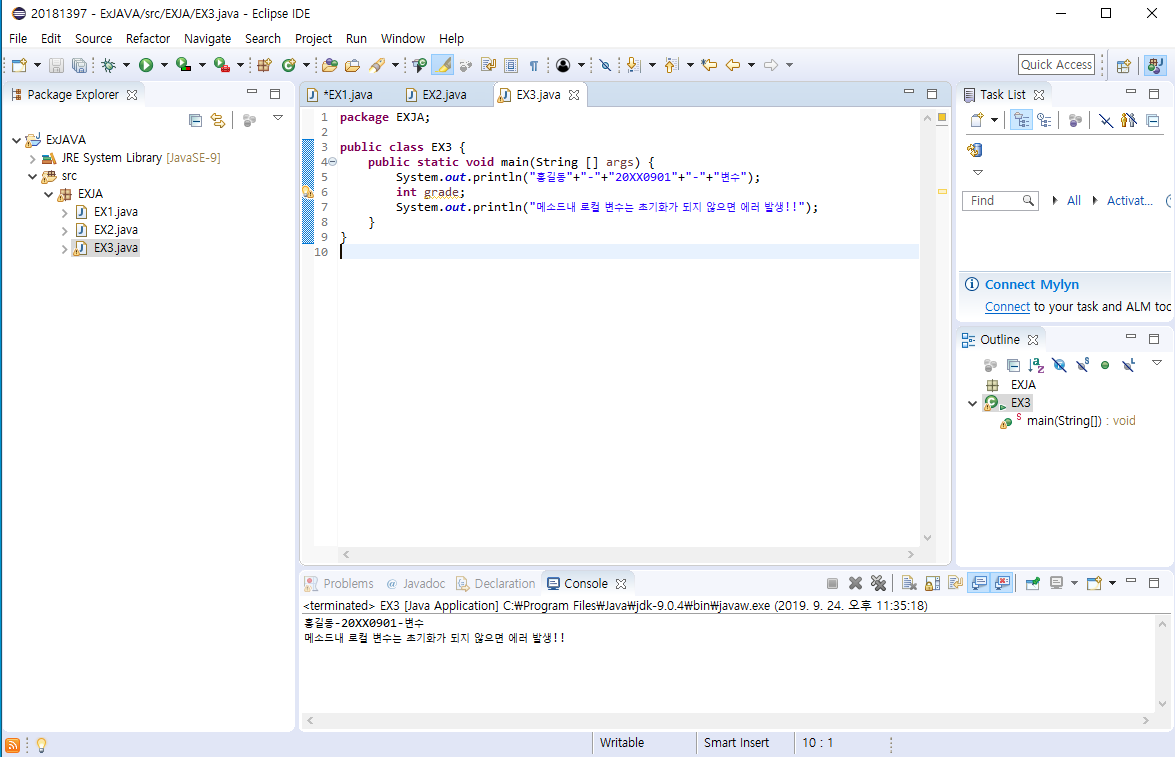 20181397 - ExJAVA/src/EXJA/EX3.java - Eclipse IDE
File Edit Source Refactor Navigate Search Project Run Window Help
Quick Access
Package Explorer
ExJAVA
JRE System Library [JavaSE-9]
src
EXJA
EX1.java
EX2.java
EX3.java
*EX1.java EX2.java EX3.java
1 package EXJA;
2
3 public class EX3 {
4 public static void main(String [] args) {
5 System.out.println("홍길동"+"-"+"20XX0901"+"-"+"변수");
6 int grade;
7 System.out.println("메소드내 로컬 변수는 초기화가 되지 않으면 에러 발생!!");
8 }
9 }
10
Task List
Find All Activat...
Connect Mylyn
Connect to your task and ALM too
Outline
EXJA
EX3
main(String[]) : void
Problems Javadoc Declaration Console
<terminated> EX3 [Java Application] C:₩Program Files₩Java₩jdk-9.0.4₩bin₩javaw.exe (2019. 9. 24. 오후 11:35:18)
홍길동-20XX0901-변수
메소드내 로컬 변수는 초기화가 되지 않으면 에러 발생!!
Writable Smart Insert 10 : 1